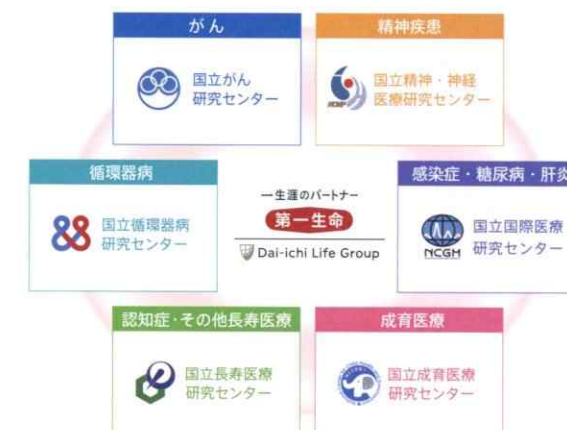 がん
国立がん
研究センター
精神疾患
NCNP
国立精神・神経
医療研究センター
循環器病
国立循環器病
研究センター
一生涯のパートナー
第一生命
Dai-ichi Life Group
感染症・糖尿病・肝炎
NCGM
国立国際医療
研究センター
認知症・その他長寿医療
国立長寿医療
研究センター
成育医療
国立成育医療
研究センター